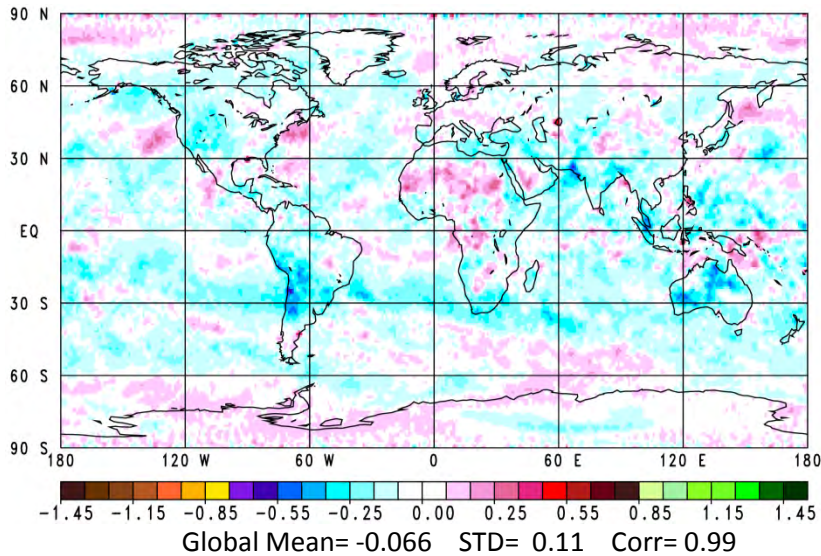 90 N
60 N
30 N
EQ
30 S
60 S
90 S
180 120 W 60 W 0 60 E 120 E 180
-1.45 -1.15 -0.85 -0.55 -0.25 0.00 0.25 0.55 0.85 1.15 1.45
Global Mean= -0.066 STD= 0.11 Corr= 0.99